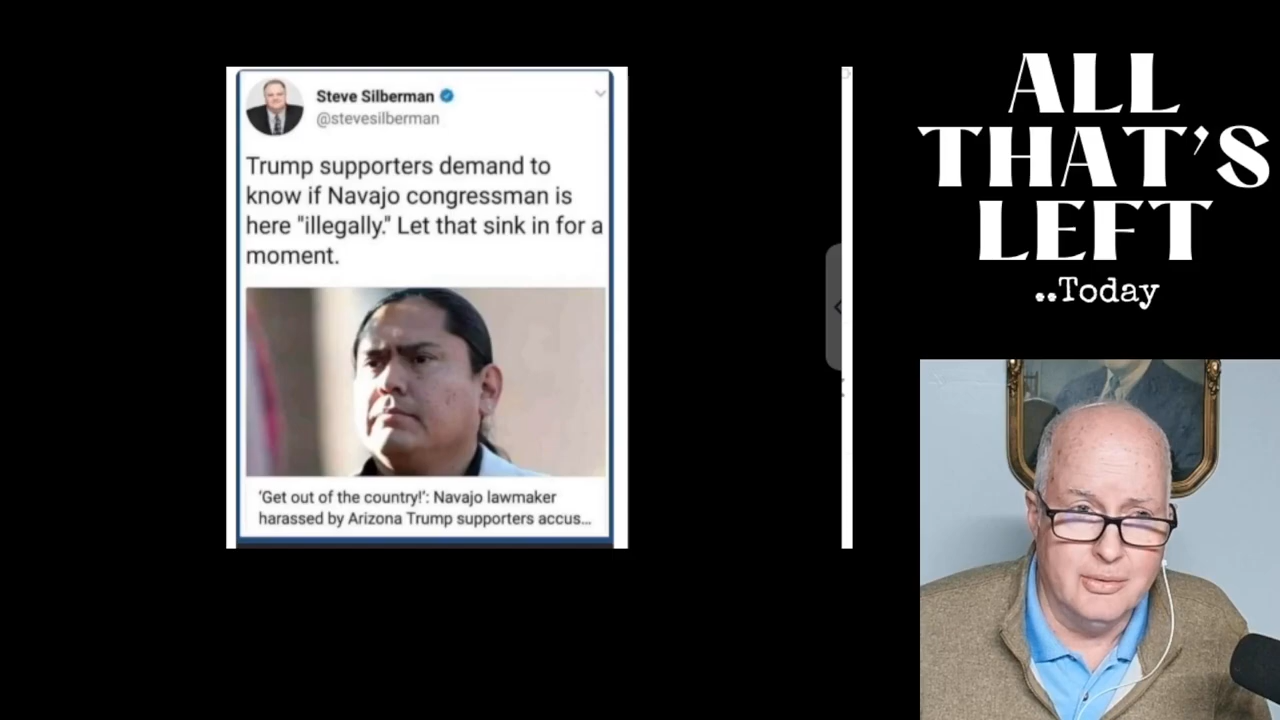 Steve Silberman
@stevesilberman
Trump supporters demand to
know if Navajo congressman is
here "illegally." Let that sink in for a
moment.
'Get out of the country!': Navajo lawmaker
harassed by Arizona Trump supporters accus...
ALL
THAT'S
LEFT
..Today